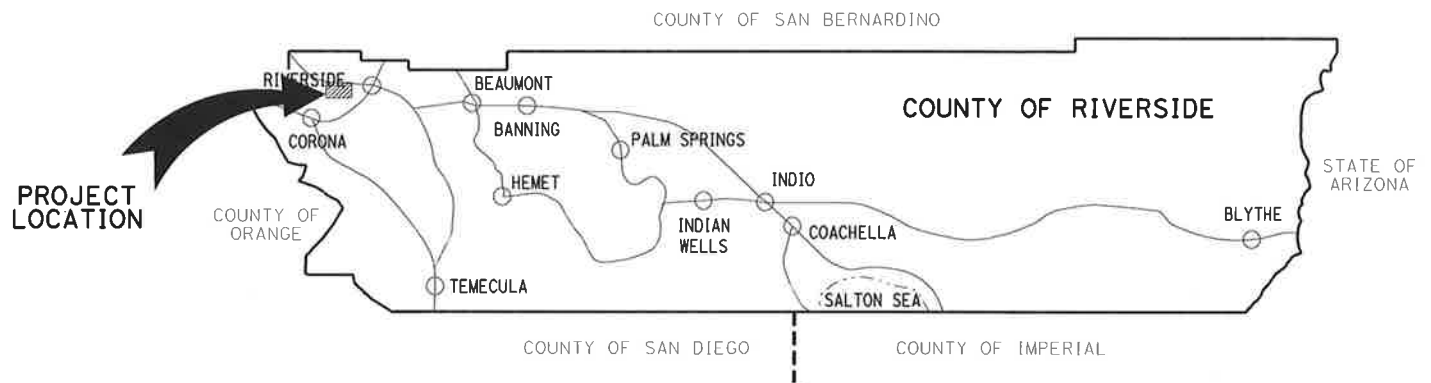 COUNTY OF SAN BERNARDINO
RIVERSIDE
BEAUMONT
COUNTY OF RIVERSIDE
CORONA
BANNING
PALM SPRINGS
STATE OF
ARIZONA
PROJECT
LOCATION
HEMET
INDIO
COUNTY OF
ORANGE
INDIAN
WELLS
COACHELLA
BLYTHE
TEMECULA
SALTON SEA
COUNTY OF SAN DIEGO
COUNTY OF IMPERIAL